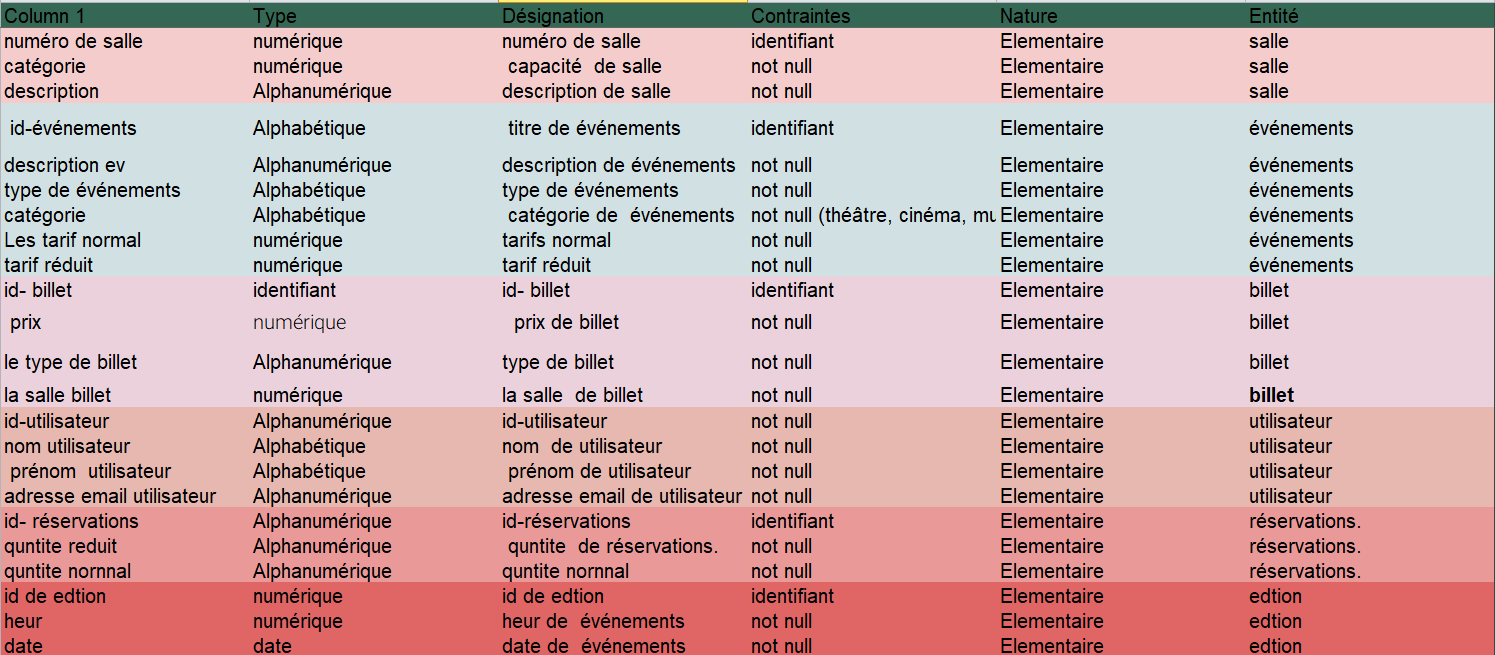 Column 1 Type Désignation Contraintes Nature Entité
numéro de salle numérique numéro de salle identifiant Elementaire salle
catégorie numérique capacité de salle not null Elementaire salle
description Alphanumérique description de salle not null Elementaire salle
id-événements Alphabétique titre de événements identifiant Elementaire événements
description ev Alphanumérique description de événements not null Elementaire événements
type de événements Alphabétique type de événements not null Elementaire événements
catégorie Alphabétique catégorie de événements not null (théâtre, cinéma, mu Elementaire événements
Les tarif normal numérique tarifs normal not null Elementaire événements
tarif réduit numérique tarif réduit not null Elementaire événements
id- billet identifiant id- billet identifiant Elementaire billet
prix numérique prix de billet not null Elementaire billet
le type de billet Alphanumérique type de billet not null Elementaire billet
la salle billet numérique la salle de billet not null Elementaire billet
id-utilisateur Alphanumérique id-utilisateur not null Elementaire utilisateur
nom utilisateur Alphabétique nom de utilisateur not null Elementaire utilisateur
prénom utilisateur Alphabétique prénom de utilisateur not null Elementaire utilisateur
adresse email utilisateur Alphanumérique adresse email de utilisateur not null Elementaire utilisateur
id- réservations Alphanumérique id-réservations identifiant Elementaire réservations.
quntite reduit Alphanumérique quntite de réservations. not null Elementaire réservations.
quntite nornnal Alphanumérique quntite nornnal not null Elementaire réservations.
id de edtion numérique id de edtion identifiant Elementaire edtion
heur numérique heur de événements not null Elementaire edtion
date date date de événements not null Elementaire edtion